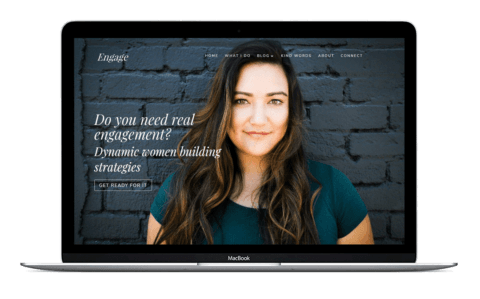 Engage
HOME WHAT I DO BLOG KIND WORDS ABOUT CONNECT
Do you need real
engagement?
Dynamic women building
strategies
GET READY FOR IT
MacBook